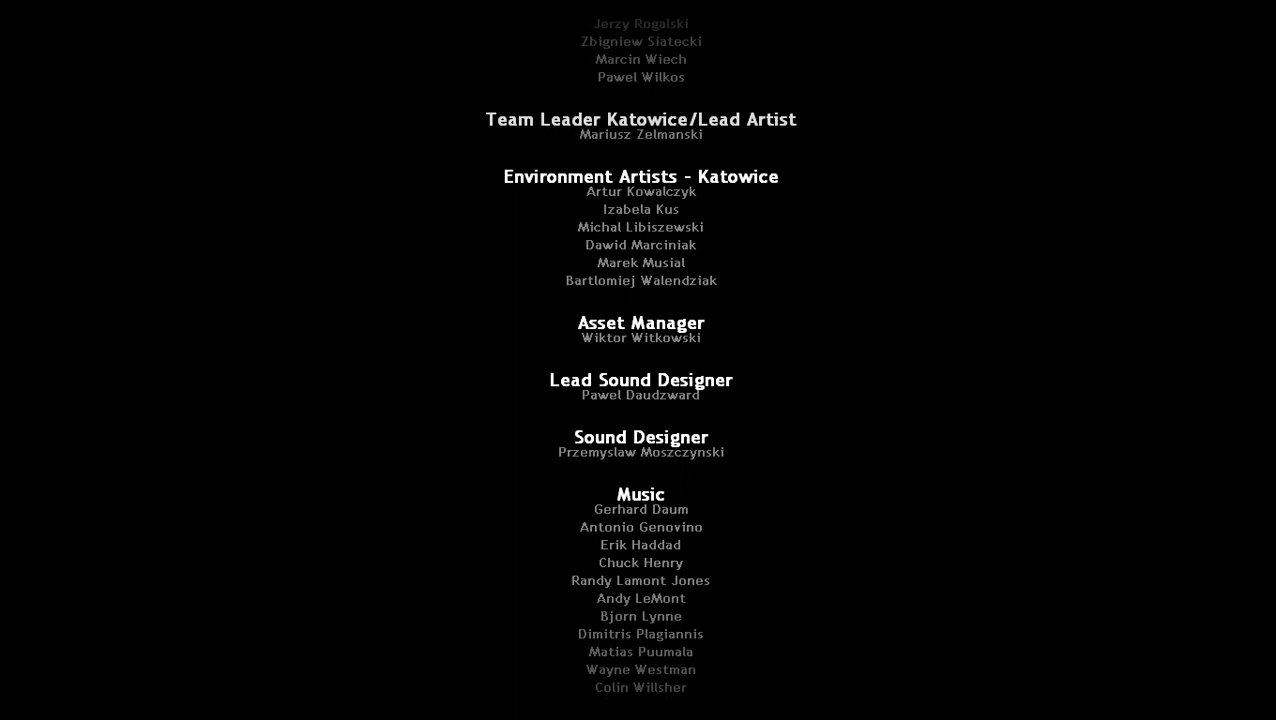 Jerzy Rogalski
Zbigniew Siatecki
Marcin Wiech
Pawel Wilkos
Team Leader Katowice/Lead Artist
Mariusz Zelmanski
Environment Artists - Katowice
Artur Kowalczyk
Izabela Kus
Michal Libiszewski
Dawid Marciniak
Marek Musial
Bartlomiej Walendziak
Asset Manager
Wiktor Witkowski
Lead Sound Designer
Pawel Daudzward
Sound Designer
Przemyslaw Moszczynski
Music
Gerhard Daum
Antonio Genovino
Erik Haddad
Chuck Henry
Randy Lamont Jones
Andy LeMont
Bjorn Lynne
Dimitris Plagiannis
Matias Puumala
Wayne Westman
Colin Willsher